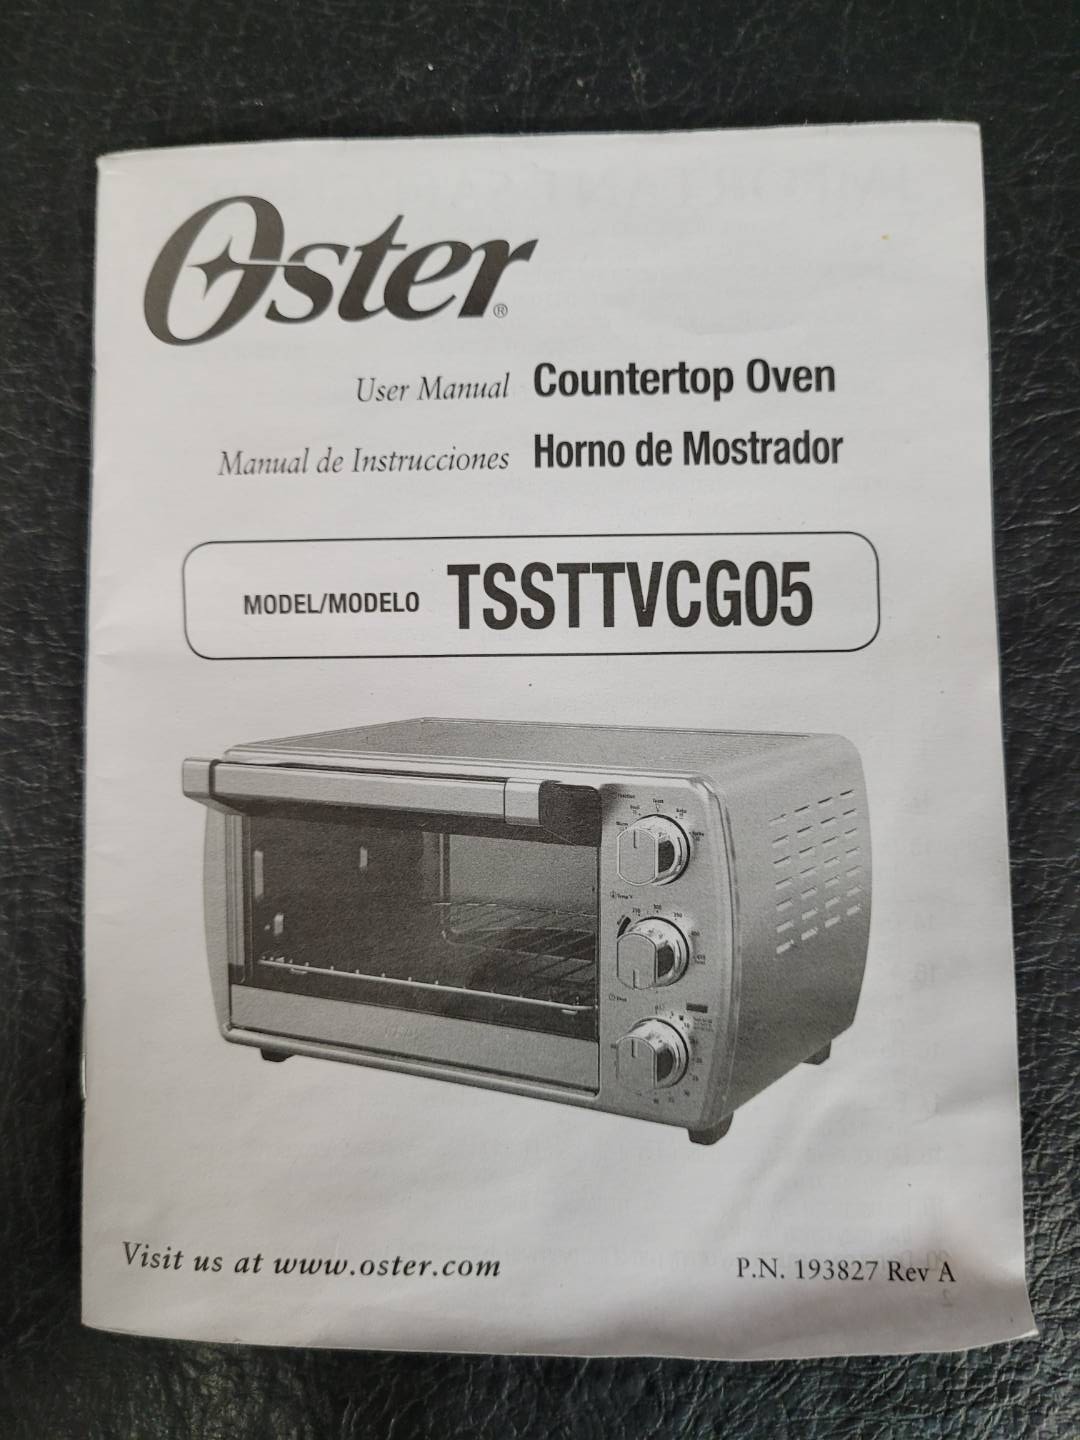 Oster®
User Manual Countertop Oven
Manual de Instrucciones Horno de Mostrador
MODEL/MODELO TSSTTVCG05
Visit us at www.oster.com
P.N. 193827 Rev A